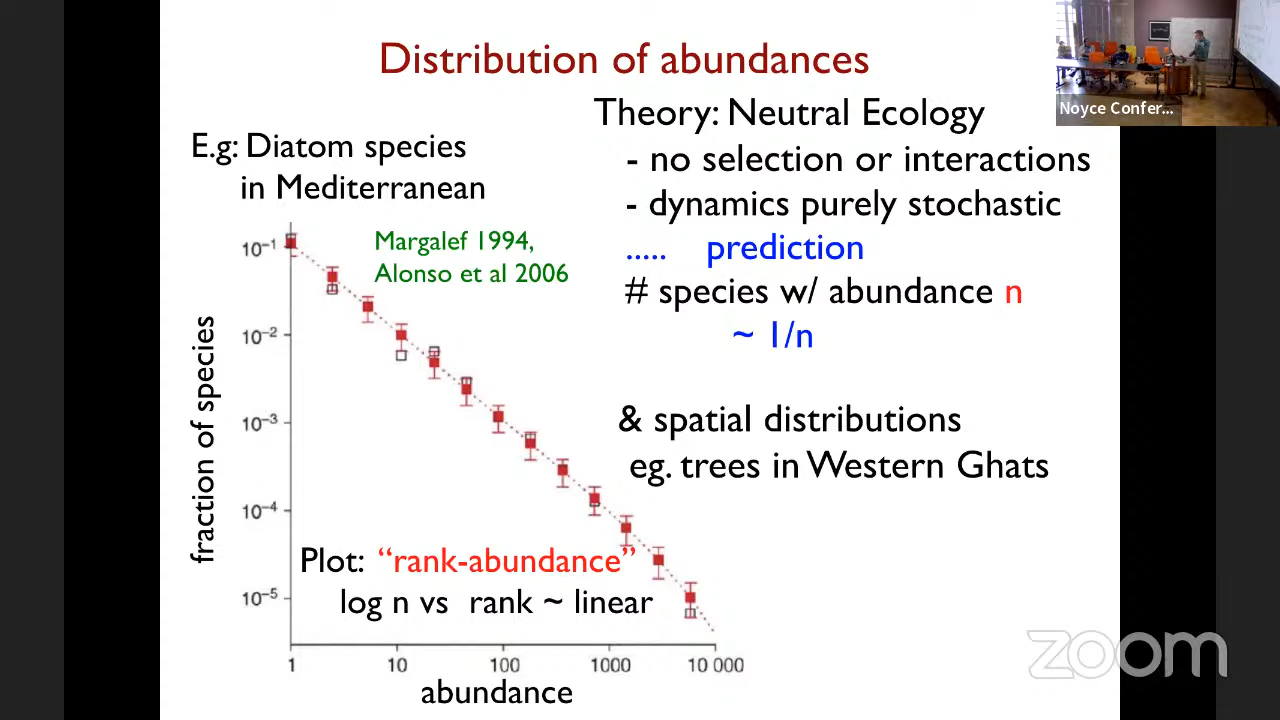 Distribution of abundances
Noyce Confer...
E.g: Diatom species
in Mediterranean
Margalef 1994,
Alonso et al 2006
Theory: Neutral Ecology
- no selection or interactions
- dynamics purely stochastic
..... prediction
# species w/ abundance n
~ 1/n
& spatial distributions
eg. trees in Western Ghats
fraction of species
10⁻¹
10⁻²
10⁻³
10⁻⁴
10⁻⁵
Plot: “rank-abundance”
log n vs rank ~ linear
1 10 100 1000 10 000
abundance
zoom